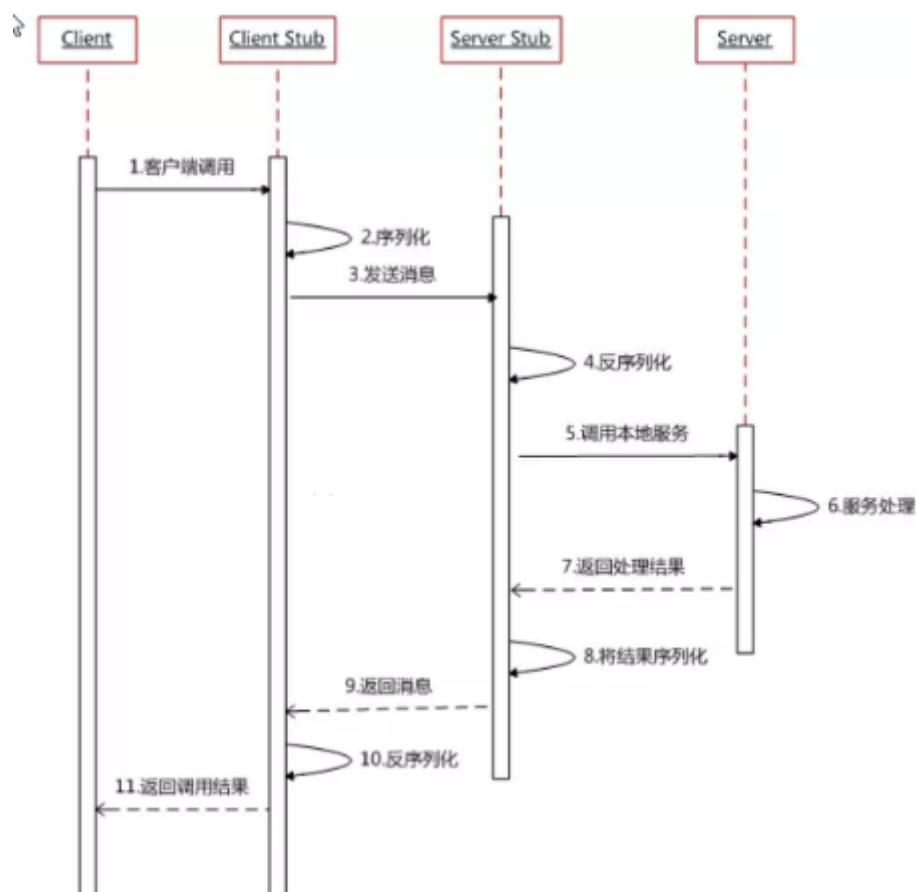 Client
Client Stub
Server Stub
Server
1.客户端调用
2.序列化
3.发送消息
4.反序列化
5.调用本地服务
6.服务处理
7.返回处理结果
8.将结果序列化
9.返回消息
10.反序列化
11.返回调用结果